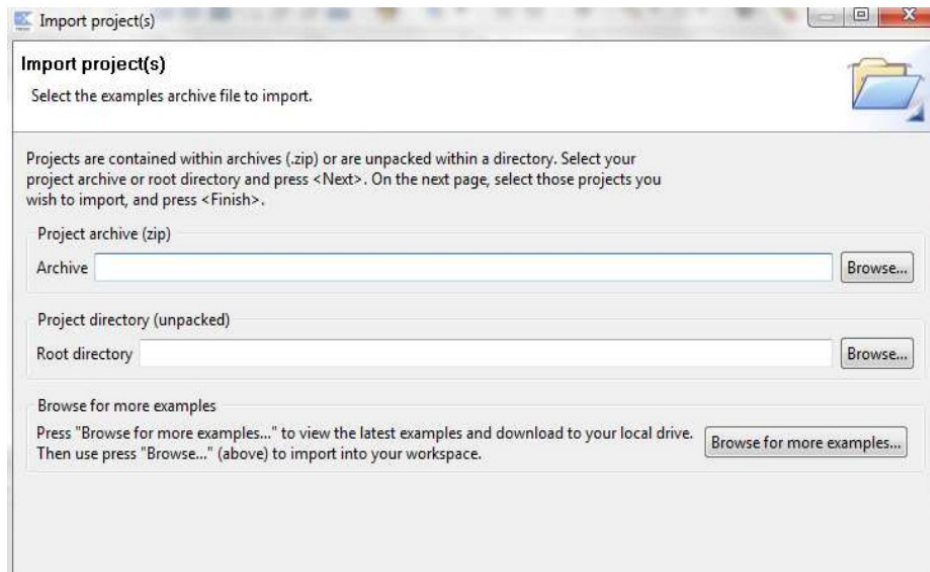 Import project(s)
Import project(s)
Select the examples archive file to import.
Projects are contained within archives (.zip) or are unpacked within a directory. Select your
project archive or root directory and press <Next>. On the next page, select those projects you
wish to import, and press <Finish>.
Project archive (zip)
Archive
Browse...
Project directory (unpacked)
Root directory
Browse...
Browse for more examples
Press "Browse for more examples..." to view the latest examples and download to your local drive.
Then use press "Browse..." (above) to import into your workspace.
Browse for more examples...